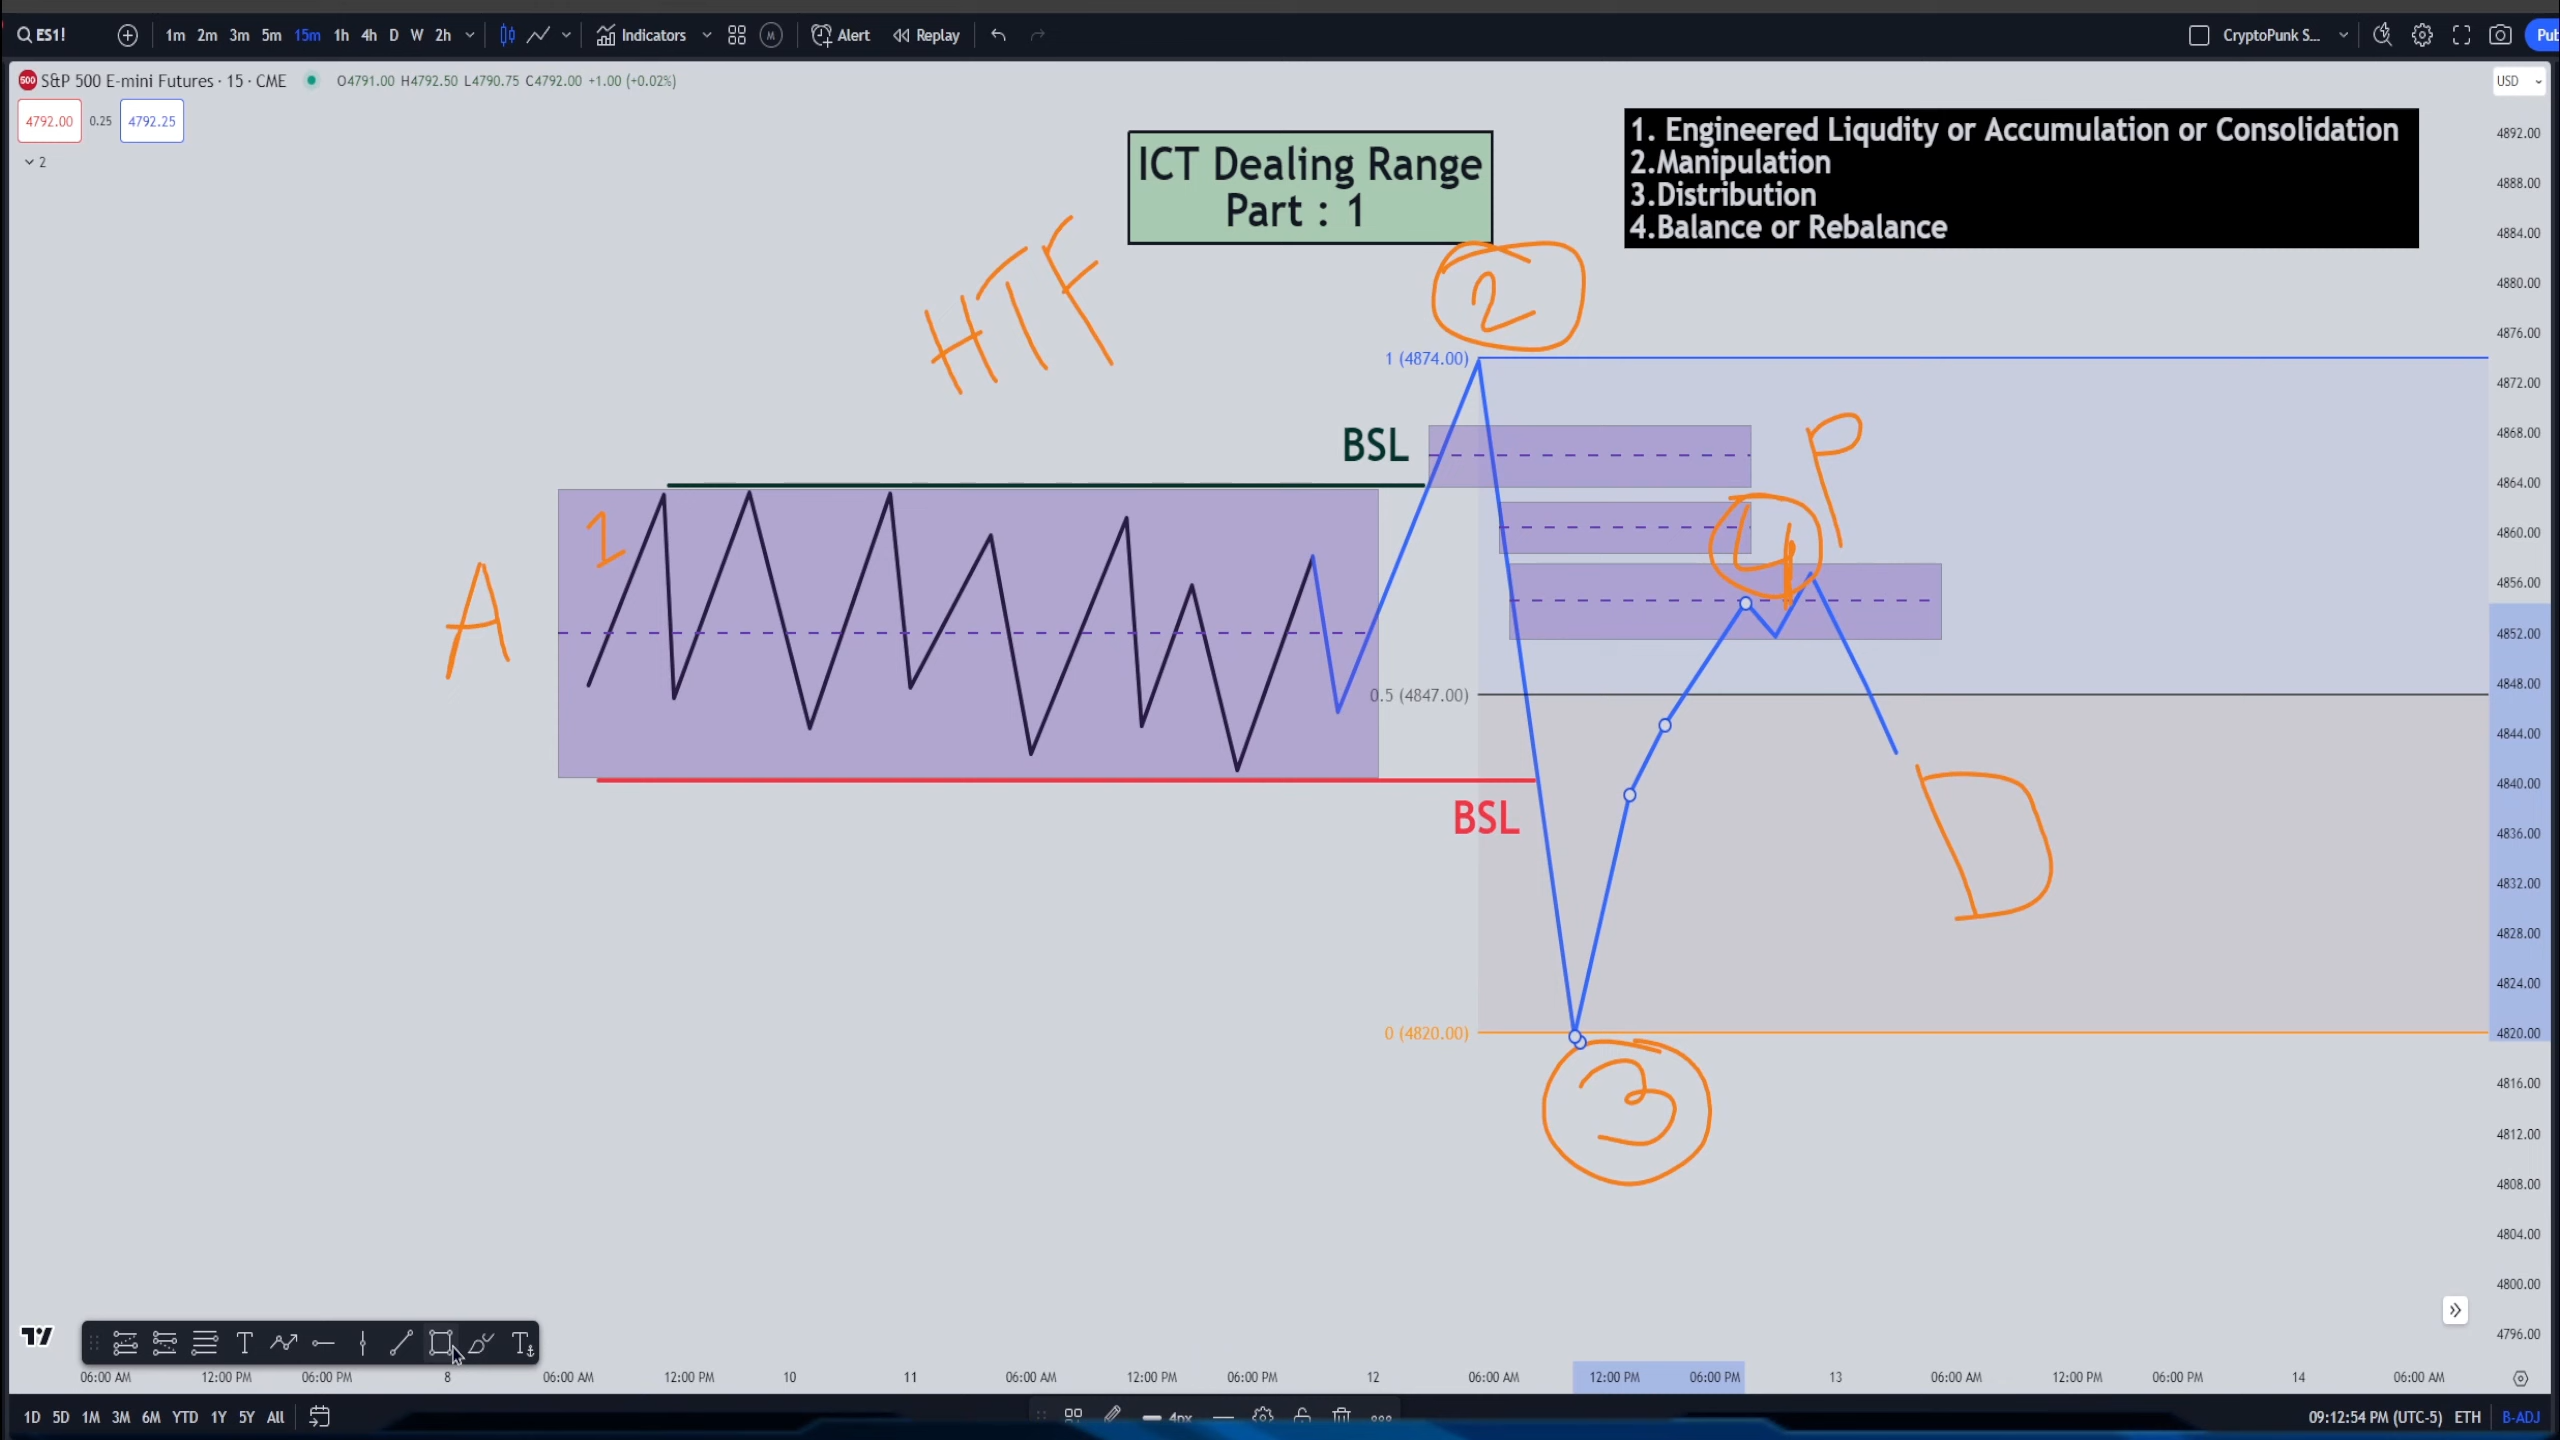 ES1!
1m 2m 3m 5m 15m 1h 4h D W 2h
Indicators
Alert
Replay
CryptoPunk S...
Pub
S&P 500 E-mini Futures · 15 · CME
O4791.00 H4792.50 L4790.75 C4792.00 +1.00 (+0.02%)
USD
4792.00 0.25 4792.25
2
ICT Dealing Range
Part : 1
1. Engineered Liqudity or Accumulation or Consolidation
2.Manipulation
3.Distribution
4.Balance or Rebalance
HTF
2
1 (4874.00)
BSL
P
1
4
A
0.5 (4847.00)
BSL
D
0 (4820.00)
3
4892.00
4888.00
4884.00
4880.00
4876.00
4872.00
4868.00
4864.00
4860.00
4856.00
4852.00
4848.00
4844.00
4840.00
4836.00
4832.00
4828.00
4824.00
4820.00
4816.00
4812.00
4808.00
4804.00
4800.00
4796.00
06:00 AM 12:00 PM 06:00 PM 8 06:00 AM 12:00 PM 10 06:00 PM 11 06:00 AM 12:00 PM 06:00 PM 12 06:00 AM 12:00 PM 06:00 PM 13 06:00 AM 12:00 PM 06:00 PM 14 06:00 AM
1D 5D 1M 3M 6M YTD 1Y 5Y All
4px
09:12:54 PM (UTC-5) ETH B-ADJ